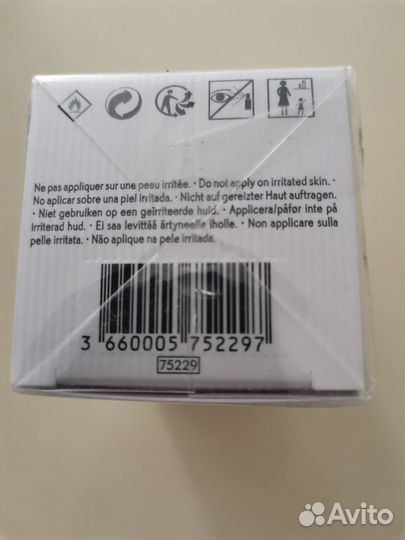 Ne pas appliquer sur une peau irritée. • Do not apply on irritated skin. •
No aplicar sobre una piel irritada. • Nicht auf gereizter Haut auftragen.
• Niet gebruiken op een geïrriteerde huid. • Applicera/påfør inte på
irriterad hud. • Ei saa levittää ärtyneelle iholle. • Non applicare sulla
pelle irritata. • Não aplique na pele irritada.
3 660005 752297
75229
Avito